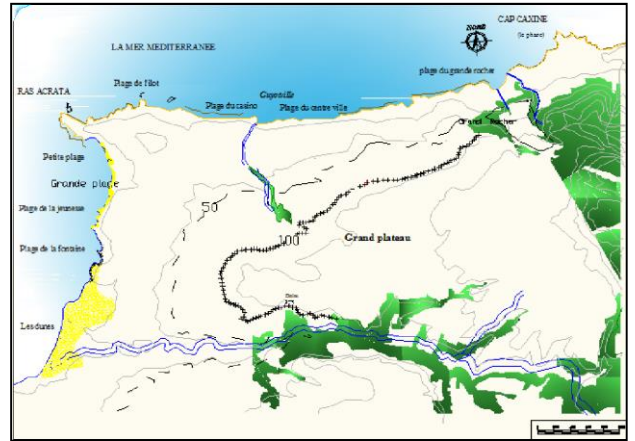 CAP CAXINE
(le phare)
NORD
LA MER MEDITERRANEE
plage du grande rocher
Plage de l'ilot
RAS ACRATA
Guyotville
Plage du casino
Plage du centre ville
Grand Rocher
Petite plage
Grande plage
Plage de la jeunesse
50
100
Grand plateau
Plage de la fontaine
Les dunes